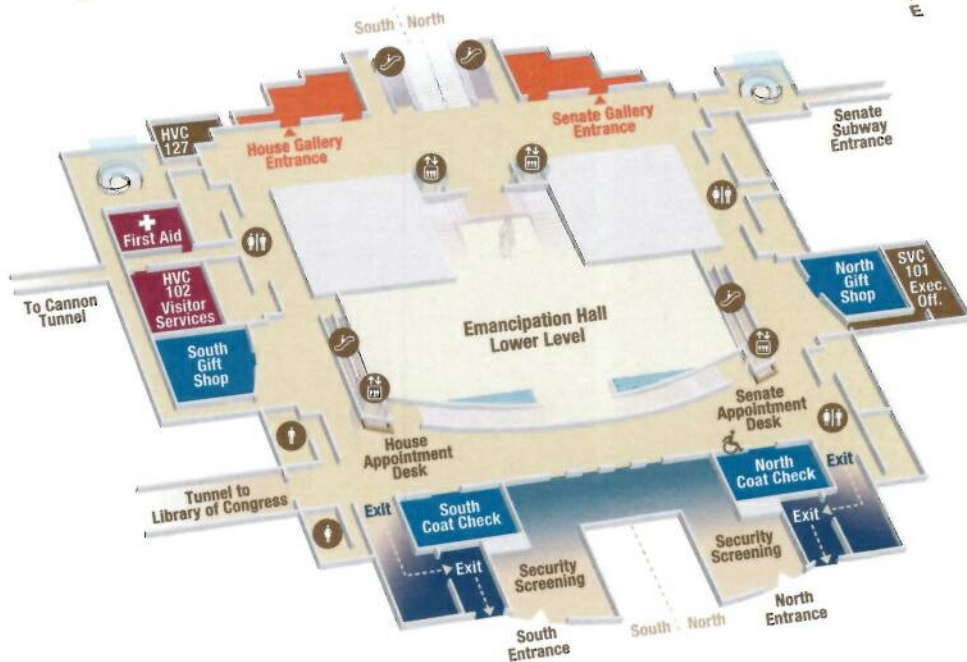 E
South North
HVC
127
House Gallery
Entrance
Senate Gallery
Entrance
Senate
Subway
Entrance
First Aid
HVC
102
Visitor
Services
To Cannon
Tunnel
South
Gift
Shop
North
Gift
Shop
SVC
101
Exec.
Off.
Emancipation Hall
Lower Level
House
Appointment
Desk
Senate
Appointment
Desk
Tunnel to
Library of Congress
Exit
South
Coat Check
North
Coat Check
Exit
Exit
Exit
Security
Screening
Security
Screening
South
Entrance
South North
North
Entrance